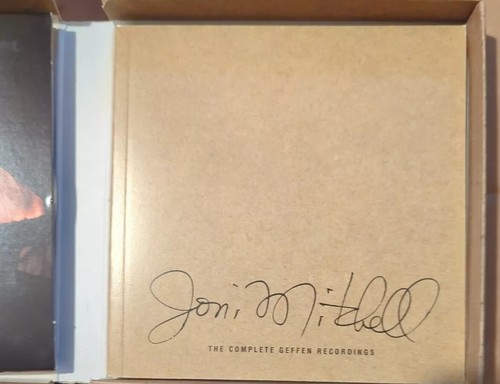 Joni Mitchell
THE COMPLETE GEFFEN RECORDINGS